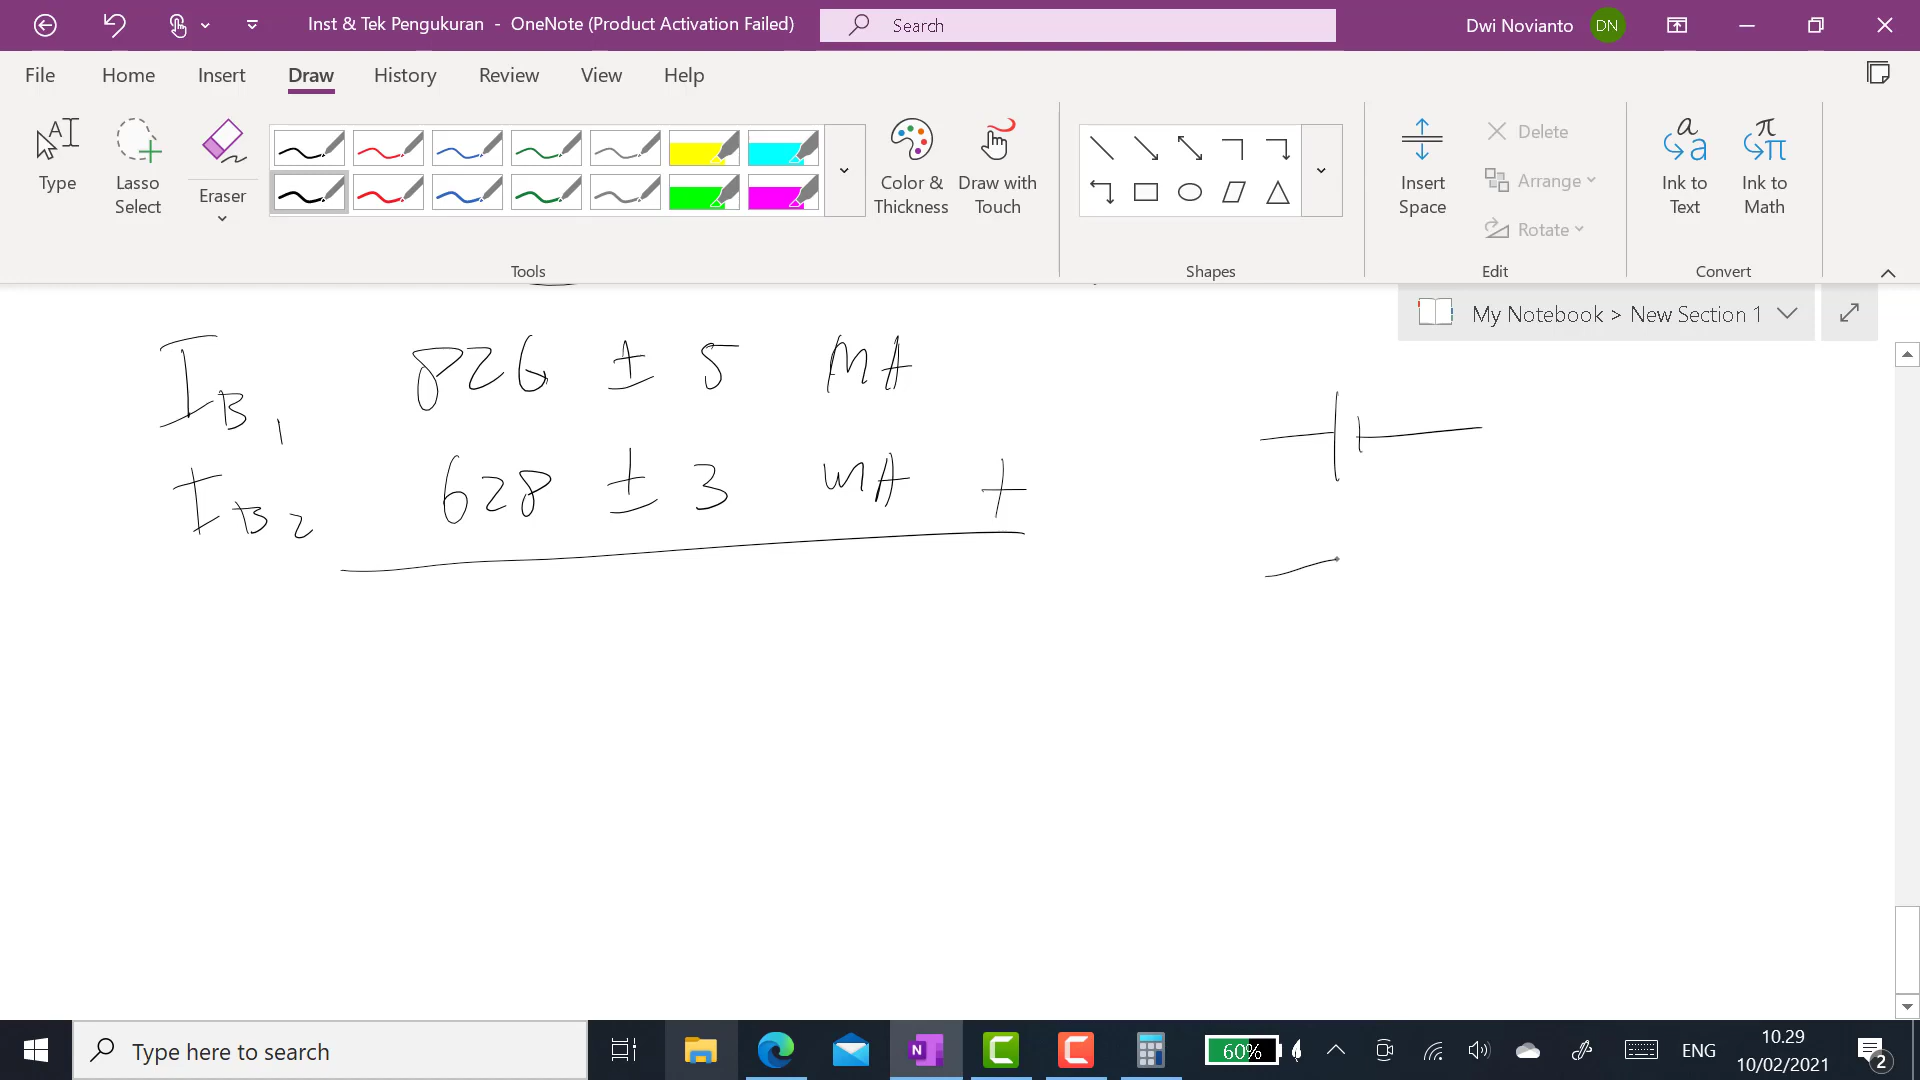 Inst & Tek Pengukuran - OneNote (Product Activation Failed)
Search
Dwi Novianto DN
File Home Insert Draw History Review View Help
Type
Lasso Select
Eraser
Color & Thickness
Draw with Touch
Insert Space
Delete
Arrange
Rotate
Ink to Text
Ink to Math
Tools Shapes Edit Convert
My Notebook > New Section 1
I_B1 826 ± 5 mA
I_B2 628 ± 3 mA +
Type here to search
60%
ENG
10.29
10/02/2021
2